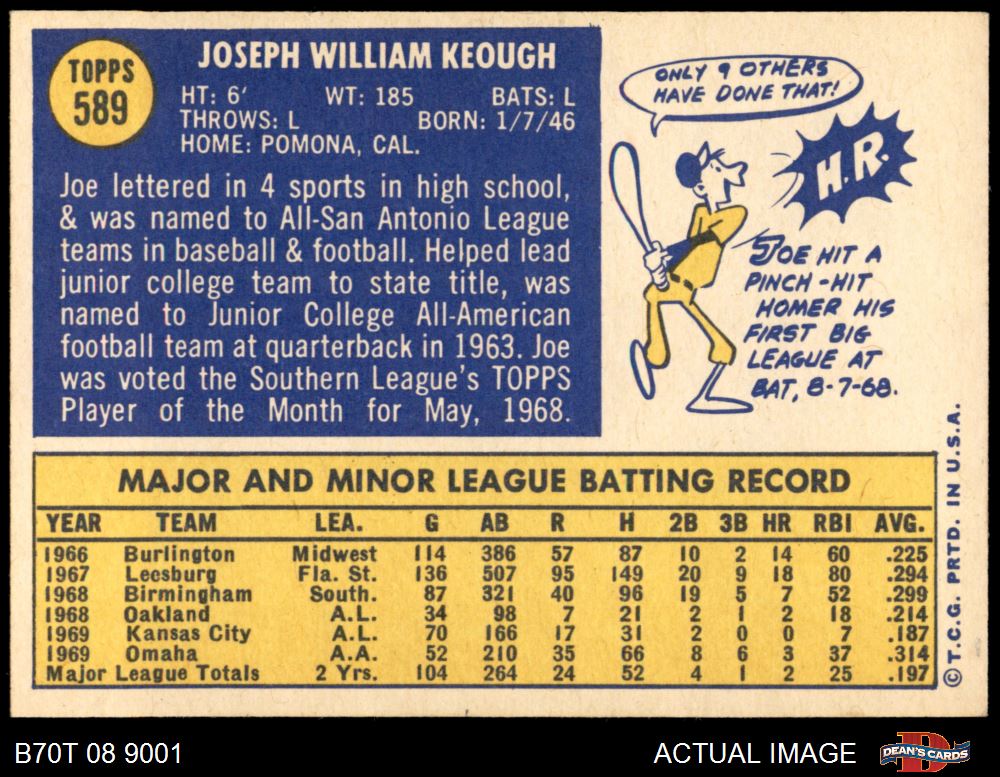 TOPPS
589
JOSEPH WILLIAM KEOUGH
HT: 6' WT: 185 BATS: L
THROWS: L BORN: 1/7/46
HOME: POMONA, CAL.
Joe lettered in 4 sports in high school,
& was named to All-San Antonio League
teams in baseball & football. Helped lead
junior college team to state title, was
named to Junior College All-American
football team at quarterback in 1963. Joe
was voted the Southern League's TOPPS
Player of the Month for May, 1968.
ONLY 9 OTHERS
HAVE DONE THAT!
H.R.
JOE HIT A
PINCH-HIT
HOMER HIS
FIRST BIG
LEAGUE AT
BAT, 8-7-68.
MAJOR AND MINOR LEAGUE BATTING RECORD
YEAR TEAM LEA. G AB R H 2B 3B HR RBI AVG.
1966 Burlington Midwest 114 386 57 87 10 2 14 60 .225
1967 Leesburg Fla. St. 136 507 95 149 20 9 18 80 .294
1968 Birmingham South. 87 321 40 96 19 5 7 52 .299
1968 Oakland A.L. 34 98 7 21 2 1 2 18 .214
1969 Kansas City A.L. 70 166 17 31 2 0 0 7 .187
1969 Omaha A.A. 52 210 35 66 8 6 3 37 .314
Major League Totals 2 Yrs. 104 264 24 52 4 1 2 25 .197
© T.C.G. PRTD. IN U.S.A.
B70T 08 9001
ACTUAL IMAGE
DEAN'S CARDS